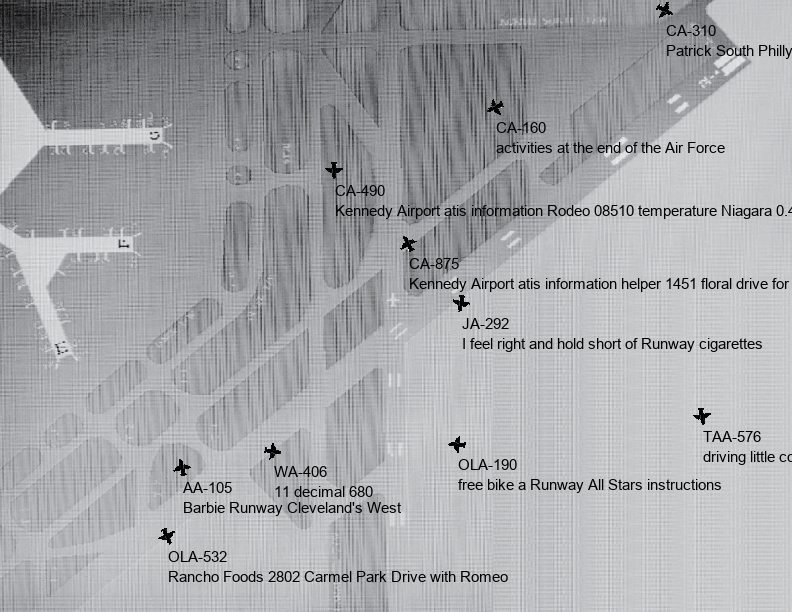 CA-310
Patrick South Philly
CA-160
activities at the end of the Air Force
CA-490
Kennedy Airport atis information Rodeo 08510 temperature Niagara 0.4
CA-875
Kennedy Airport atis information helper 1451 floral drive for
JA-292
I feel right and hold short of Runway cigarettes
TAA-576
driving little
OLA-190
free bike a Runway All Stars instructions
WA-406
11 decimal 680
AA-105
Barbie Runway Cleveland's West
OLA-532
Rancho Foods 2802 Carmel Park Drive with Romeo